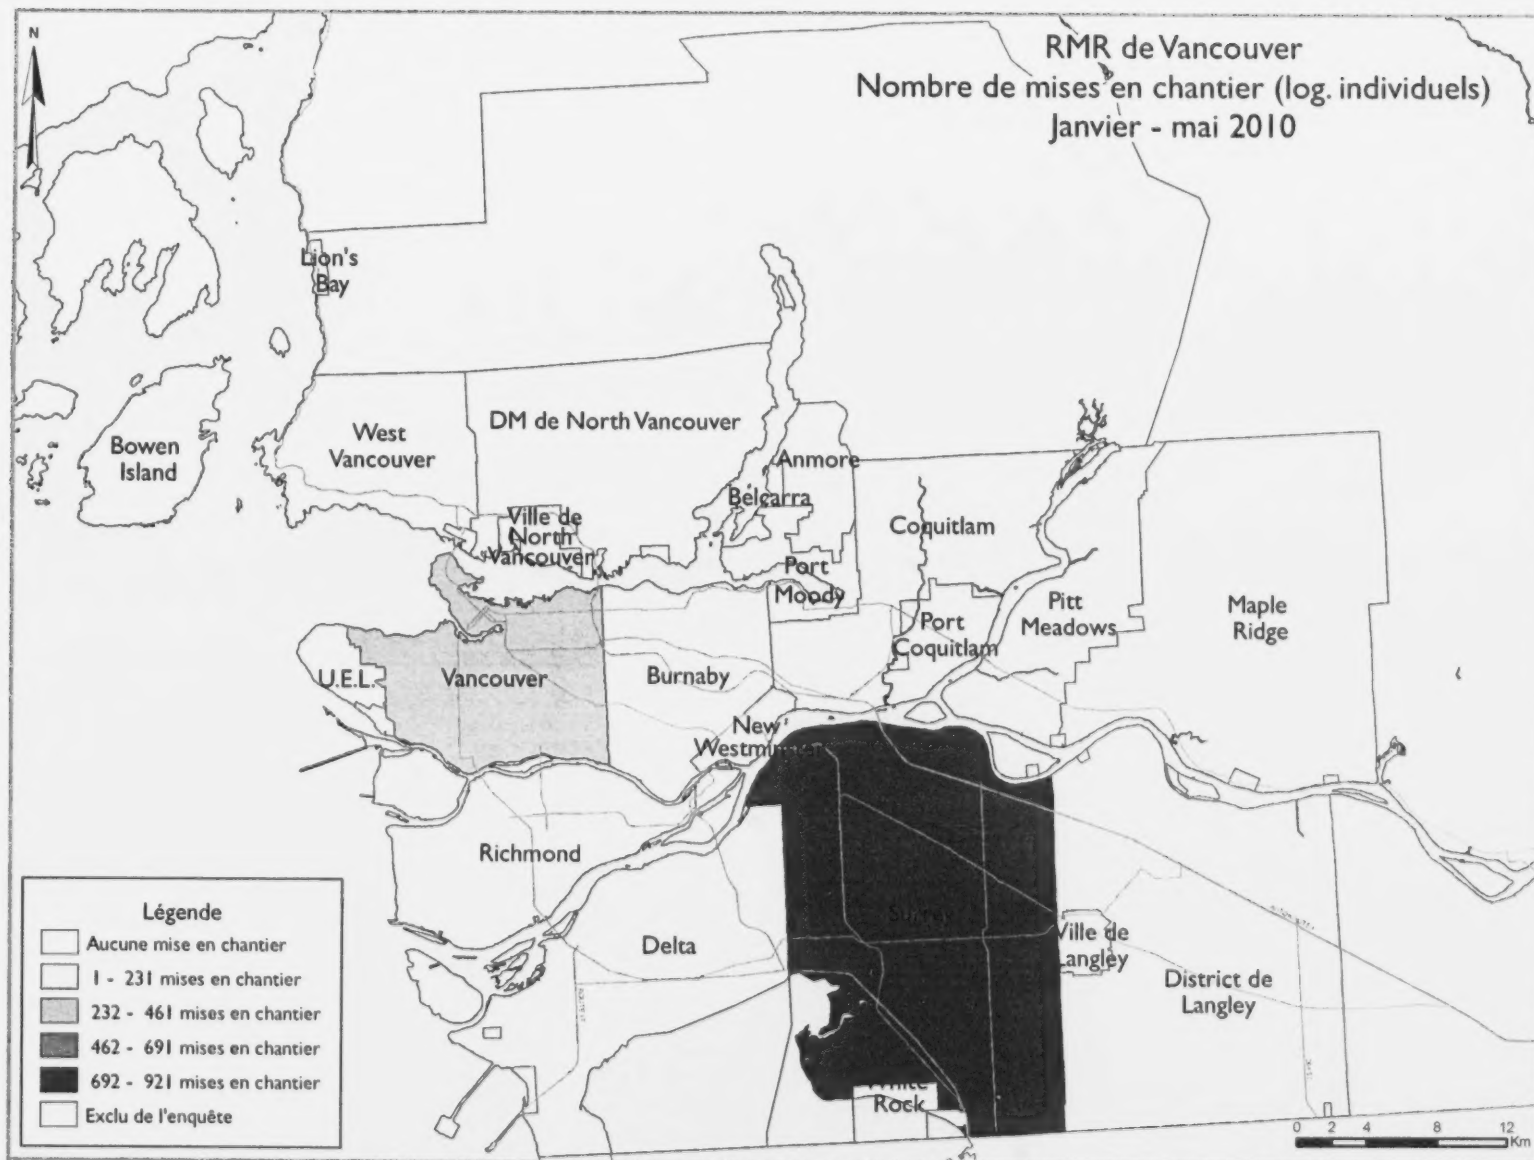 N
RMR de Vancouver
Nombre de mises en chantier (log. individuels)
Janvier - mai 2010
Lion's
Bay
Bowen
Island
West
Vancouver
DM de North Vancouver
Anmore
Belcarra
Ville de
North
Vancouver
Coquitlam
Port
Moody
Port
Coquitlam
Pitt
Meadows
Maple
Ridge
U.E.L.
Vancouver
Burnaby
New
Westminster
Richmond
Delta
Surrey
Ville de
Langley
District de
Langley
White
Rock
Légende
Aucune mise en chantier
1 - 231 mises en chantier
232 - 461 mises en chantier
462 - 691 mises en chantier
692 - 921 mises en chantier
Exclu de l'enquête
0 2 4 8 12
Km